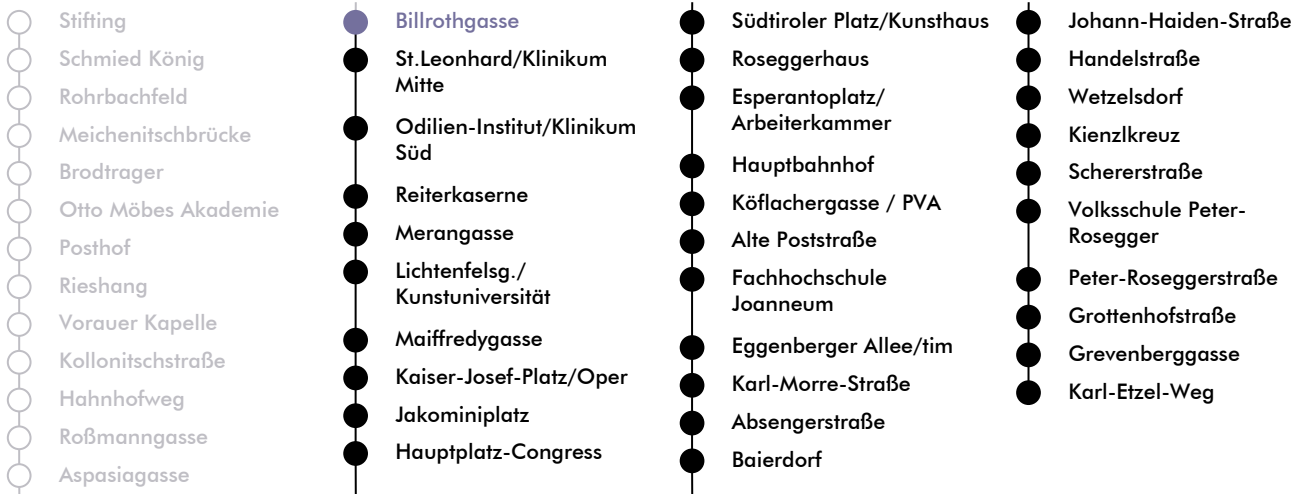 Stifting
Schmied König
Rohrbachfeld
Meichenitschbrücke
Brodtrager
Otto Möbes Akademie
Posthof
Rieshang
Vorauer Kapelle
Kollonitschstraße
Hahnhofweg
Roßmanngasse
Aspasiagasse
Billrothgasse
St.Leonhard/Klinikum
Mitte
Odilien-Institut/Klinikum
Süd
Reiterkaserne
Merangasse
Lichtenfelsg./
Kunstuniversität
Maiffredygasse
Kaiser-Josef-Platz/Oper
Jakominiplatz
Hauptplatz-Congress
Südtiroler Platz/Kunsthaus
Roseggerhaus
Esperantoplatz/
Arbeiterkammer
Hauptbahnhof
Köflachergasse / PVA
Alte Poststraße
Fachhochschule
Joanneum
Eggenberger Allee/tim
Karl-Morre-Straße
Absengerstraße
Baierdorf
Johann-Haiden-Straße
Handelstraße
Wetzelsdorf
Kienzlkreuz
Schererstraße
Volksschule Peter-
Rosegger
Peter-Roseggerstraße
Grottenhofstraße
Grevenberggasse
Karl-Etzel-Weg